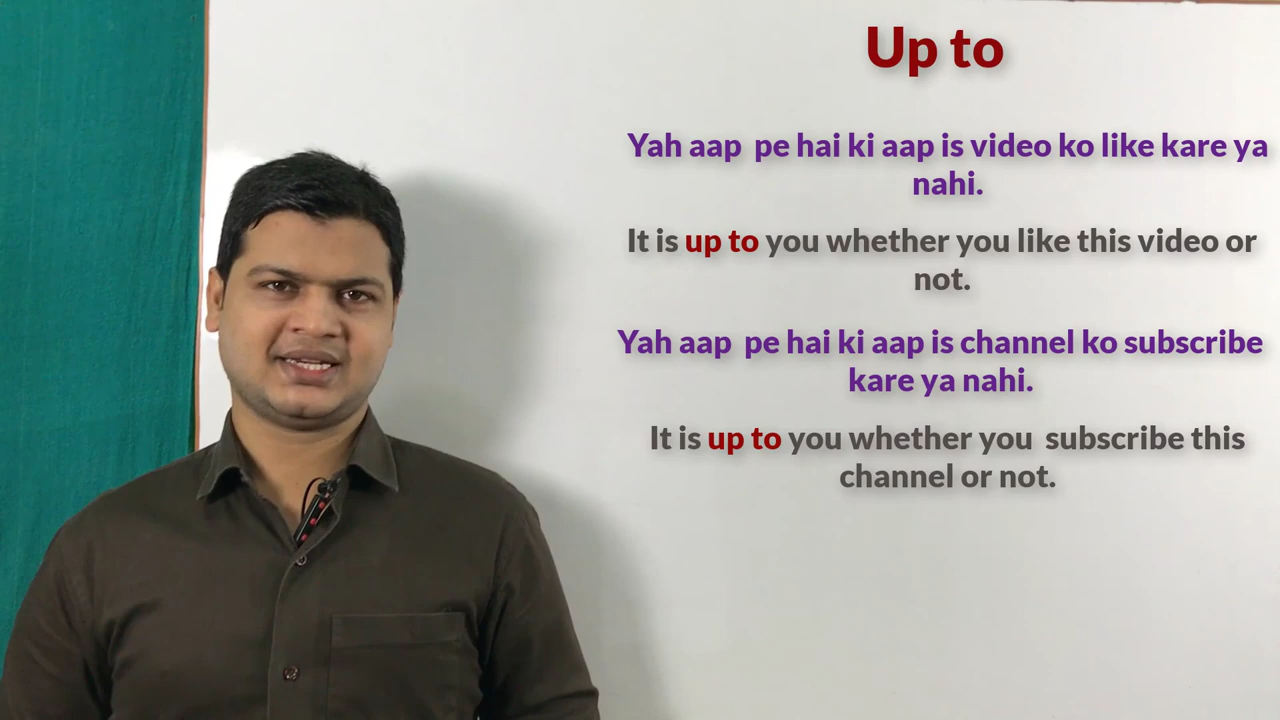 Up to
Yah aap pe hai ki aap is video ko like kare ya
nahi.
It is up to you whether you like this video or
not.
Yah aap pe hai ki aap is channel ko subscribe
kare ya nahi.
It is up to you whether you subscribe this
channel or not.